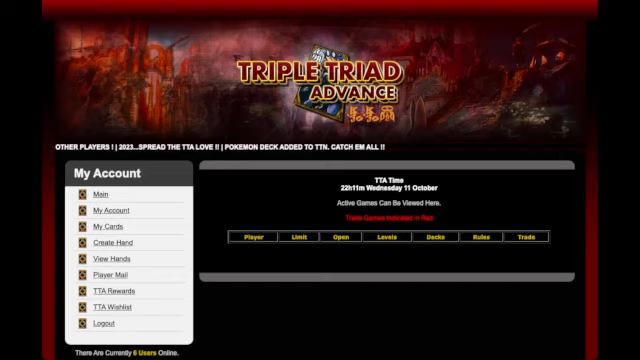 TRIPLE TRIAD
ADVANCE
OTHER PLAYERS ! | 2023...SPREAD THE TTA LOVE !! | POKEMON DECK ADDED TO TTN. CATCH EM ALL !!
My Account
Main
My Account
My Cards
Create Hand
View Hands
Player Mail
TTA Rewards
TTA Wishlist
Logout
There Are Currently 6 Users Online.
TTA Time
22h11m Wednesday 11 October
Active Games Can Be Viewed Here.
Trade Games Indicated in Red
Player Limit Open Levels Decks Rules Trade